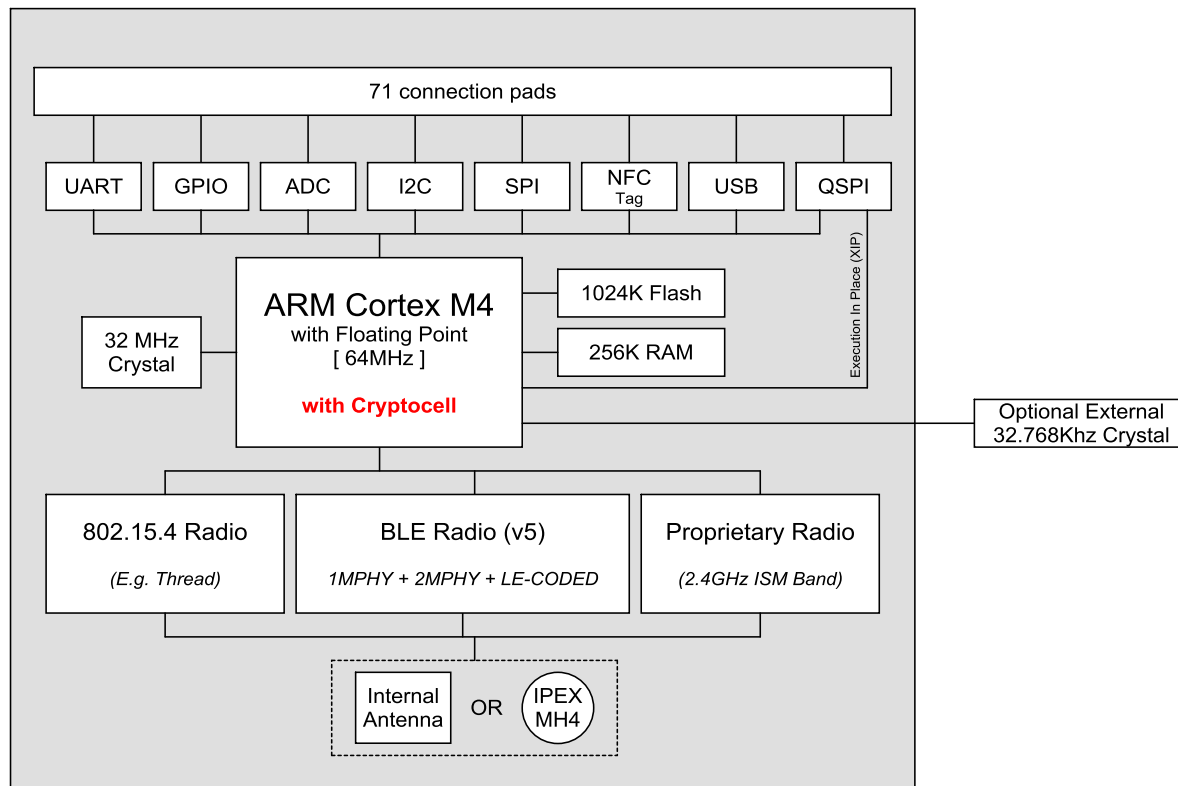 71 connection pads
UART
GPIO
ADC
I2C
SPI
NFC
Tag
USB
QSPI
Execution In Place (XIP)
ARM Cortex M4
with Floating Point
[ 64MHz ]
with Cryptocell
1024K Flash
256K RAM
32 MHz
Crystal
Optional External
32.768Khz Crystal
802.15.4 Radio
(E.g. Thread)
BLE Radio (v5)
1MPHY + 2MPHY + LE-CODED
Proprietary Radio
(2.4GHz ISM Band)
Internal
Antenna
OR
IPEX
MH4